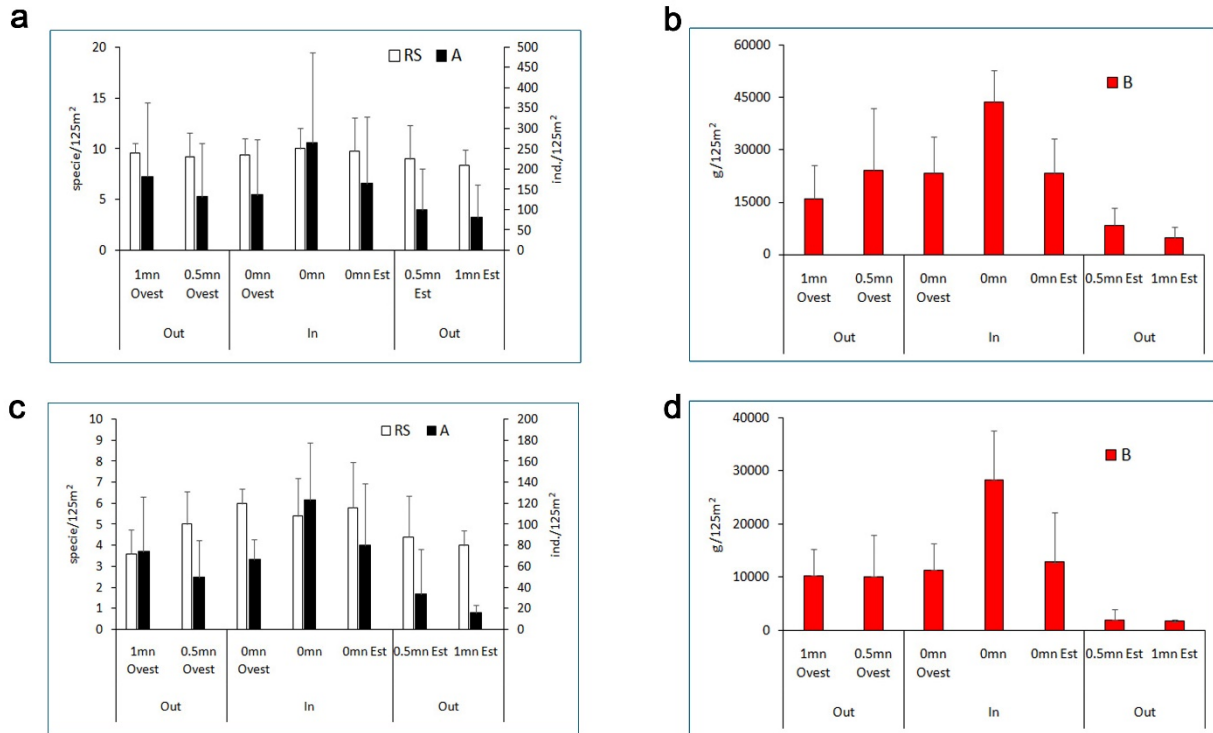 a
RS A
20
15
10
5
0
specie/125m²
500
450
400
350
300
250
200
150
100
50
0
ind./125m²
1mn Ovest
0.5mn Ovest
0mn Ovest
0mn
0mn Est
0.5mn Est
1mn Est
Out In Out
b
B
60000
45000
30000
15000
0
g/125m²
1mn Ovest
0.5mn Ovest
0mn Ovest
0mn
0mn Est
0.5mn Est
1mn Est
Out In Out
c
RS A
10
9
8
7
6
5
4
3
2
1
0
specie/125m²
200
180
160
140
120
100
80
60
40
20
0
ind./125m²
1mn Ovest
0.5mn Ovest
0mn Ovest
0mn
0mn Est
0.5mn Est
1mn Est
Out In Out
d
B
40000
30000
20000
10000
0
g/125m²
1mn Ovest
0.5mn Ovest
0mn Ovest
0mn
0mn Est
0.5mn Est
1mn Est
Out In Out